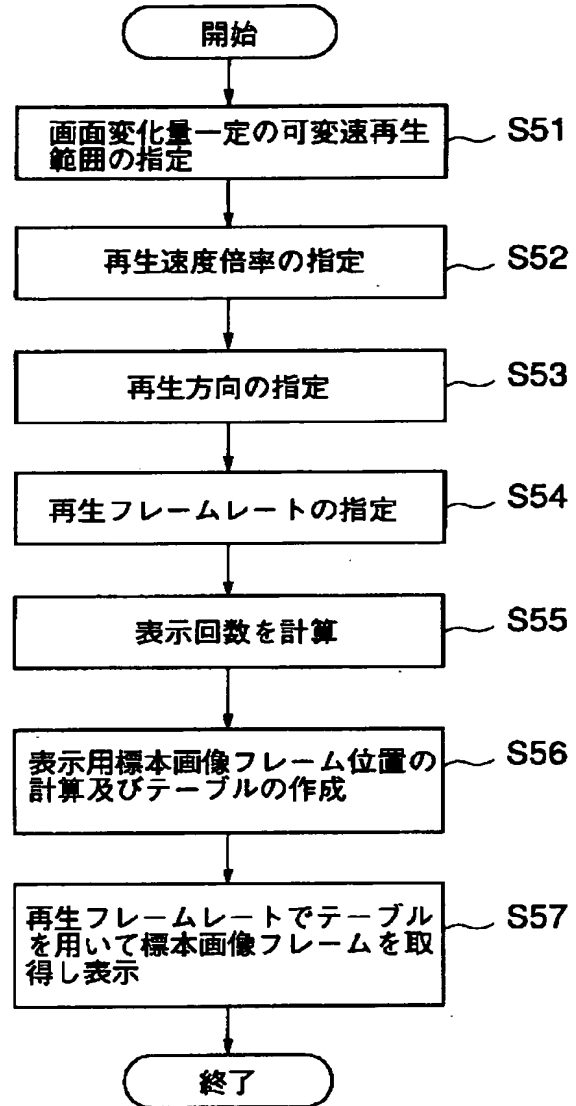 開始
画面変化量一定の可変速再生
範囲の指定
S51
再生速度倍率の指定
S52
再生方向の指定
S53
再生フレームレートの指定
S54
表示回数を計算
S55
表示用標本画像フレーム位置の
計算及びテーブルの作成
S56
再生フレームレートでテーブル
を用いて標本画像フレームを取
得し表示
S57
終了